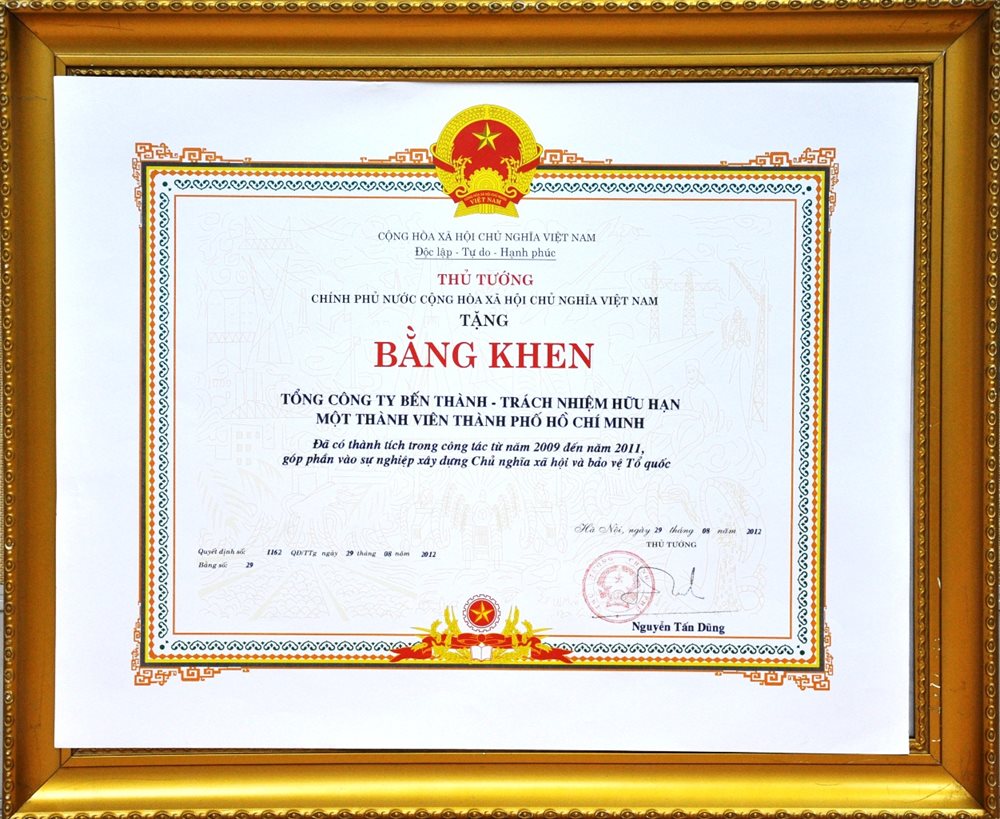 VIỆT NAM
CỘNG HÒA XÃ HỘI CHỦ NGHĨA VIỆT NAM
Độc lập - Tự do - Hạnh phúc
THỦ TƯỚNG
CHÍNH PHỦ NƯỚC CỘNG HÒA XÃ HỘI CHỦ NGHĨA VIỆT NAM
TẶNG
BẰNG KHEN
TỔNG CÔNG TY BẾN THÀNH - TRÁCH NHIỆM HỮU HẠN
MỘT THÀNH VIÊN THÀNH PHỐ HỒ CHÍ MINH
Đã có thành tích trong công tác từ năm 2009 đến năm 2011,
góp phần vào sự nghiệp xây dựng Chủ nghĩa xã hội và bảo vệ Tổ quốc
Hà Nội, ngày 29 tháng 08 năm 2012
THỦ TƯỚNG
Quyết định số: 1162 QĐ/TTg ngày 29 tháng 08 năm 2012
Bằng số: 29
Nguyễn Tấn Dũng